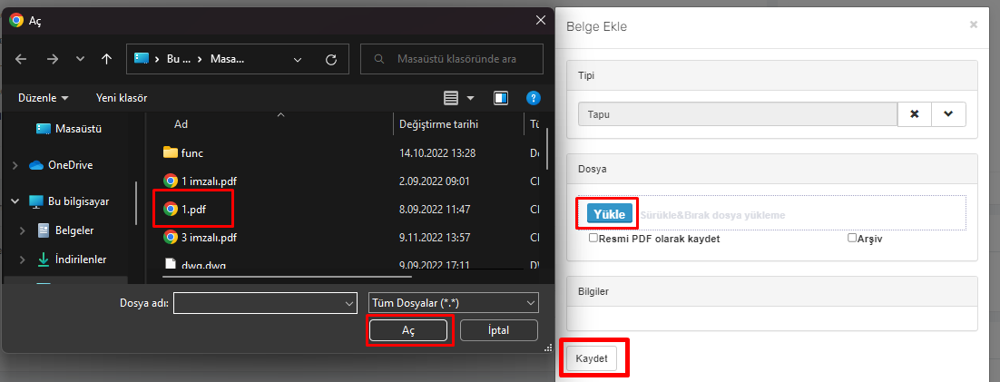 Aç
Bu ...
Masa...
Masaüstü klasöründe ara
Düzenle
Yeni klasör
Ad
Değiştirme tarihi
Masaüstü
OneDrive
Bu bilgisayar
Belgeler
İndirilenler
func
14.10.2022 13:28
1 imzalı.pdf
2.09.2022 09:01
1.pdf
8.09.2022 11:47
3 imzalı.pdf
9.11.2022 13:57
dwg.dwg
9.09.2022 17:11
Dosya adı:
Tüm Dosyalar (*.*)
Aç
İptal
Belge Ekle
Tipi
Tapu
Dosya
Yükle
Sürükle&Bırak dosya yükleme
Resmi PDF olarak kaydet
Arşiv
Bilgiler
Kaydet